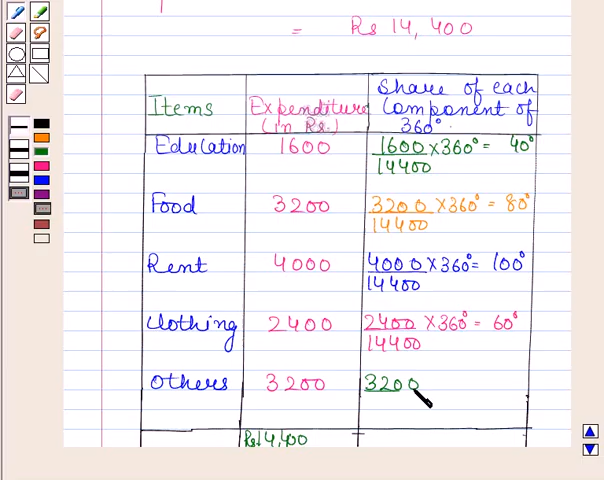 = Rs 14,400
Items Expenditure (in Rs.) Share of each component of 360°.
Education 1600 1600/14400 × 360° = 40°
Food 3200 3200/14400 × 360° = 80°
Rent 4000 4000/14400 × 360° = 100°
Clothing 2400 2400/14400 × 360° = 60°
Others 3200 3200
Rs 14,400